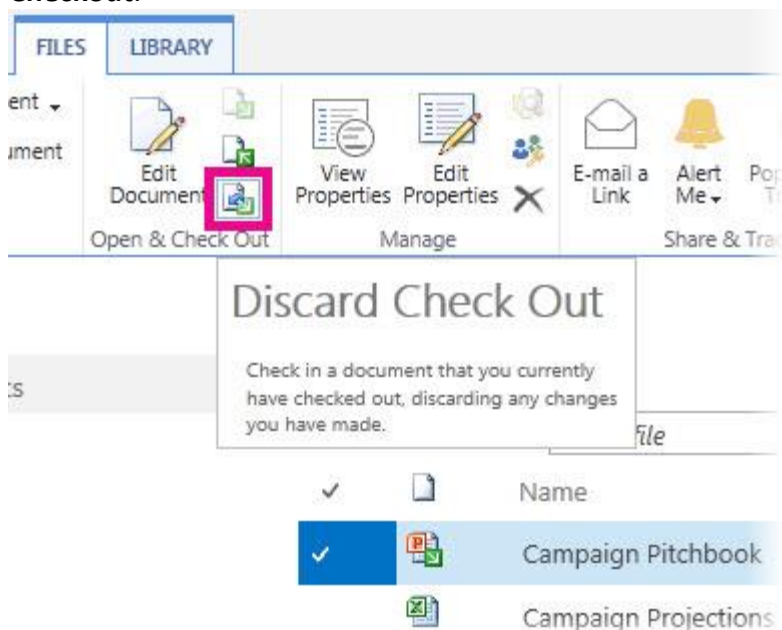 FILES LIBRARY
Edit Document
View Properties
Edit Properties
E-mail a Link
Alert Me
Open & Check Out
Manage
Share &
Discard Check Out
Check in a document that you currently
have checked out, discarding any changes
you have made.
file
Name
Campaign Pitchbook
Campaign Projections